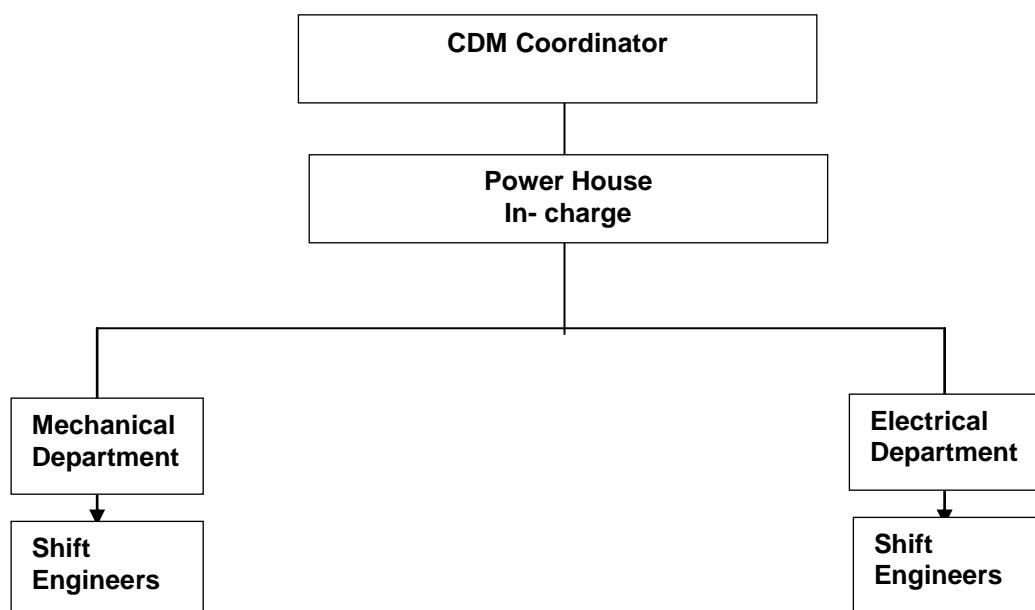 CDM Coordinator
Power House
In- charge
Mechanical
Department
Electrical
Department
Shift
Engineers
Shift
Engineers